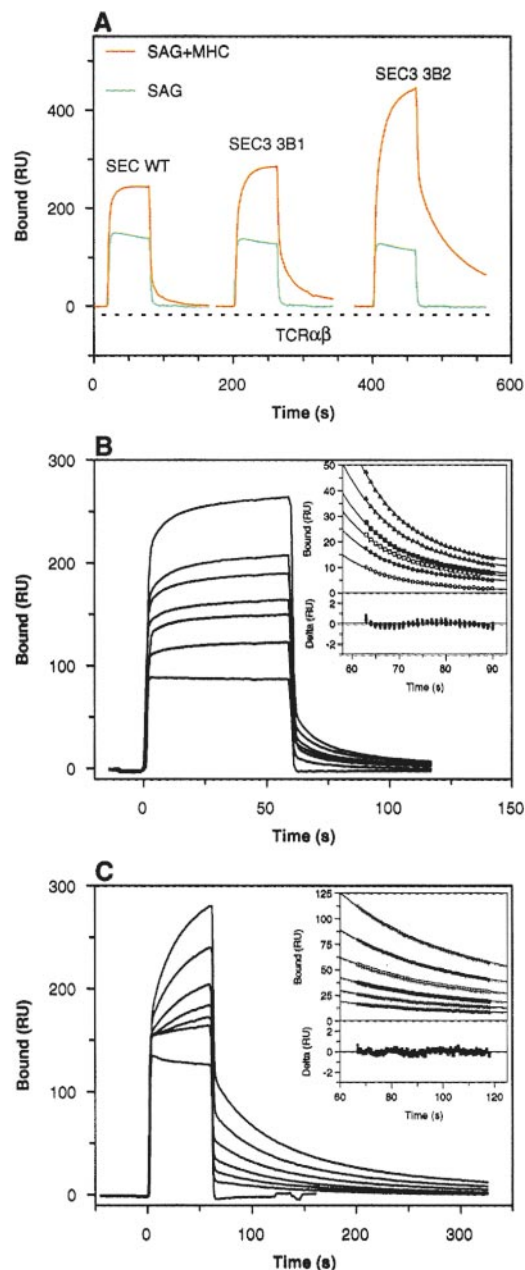 A
SAG+MHC
SAG
SEC WT
SEC3 3B1
SEC3 3B2
Bound (RU)
400
200
0
TCRαβ
0
200
400
600
Time (s)
B
Bound (RU)
300
200
100
0
0
50
100
150
Time (s)
Bound (RU)
50
40
30
20
10
0
Delta (RU)
2
0
-2
60
70
80
90
Time (s)
C
Bound (RU)
300
200
100
0
0
100
200
300
Time (s)
Bound (RU)
125
100
75
50
25
0
Delta (RU)
2
0
-2
60
80
100
120
Time (s)